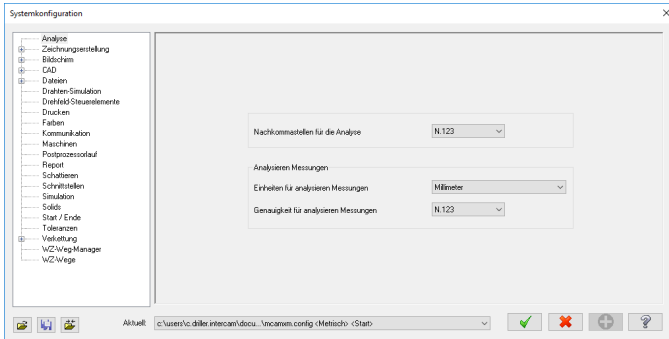 Systemkonfiguration
Analyse
Zeichnungserstellung
Bildschirm
CAD
Dateien
Drahten-Simulation
Drehfeld-Steuerelemente
Drucken
Farben
Kommunikation
Maschinen
Postprozessorlauf
Report
Schattieren
Schnittstellen
Simulation
Solids
Start / Ende
Toleranzen
Verkettung
WZ-Weg-Manager
WZ-Wege
Nachkommastellen für die Analyse
N.123
Analysieren Messungen
Einheiten für analysieren Messungen
Millimeter
Genauigkeit für analysieren Messungen
N.123
Aktuell:
c:\users\c.driller.intercam\docu...\mcamxm.config <Metrisch> <Start>